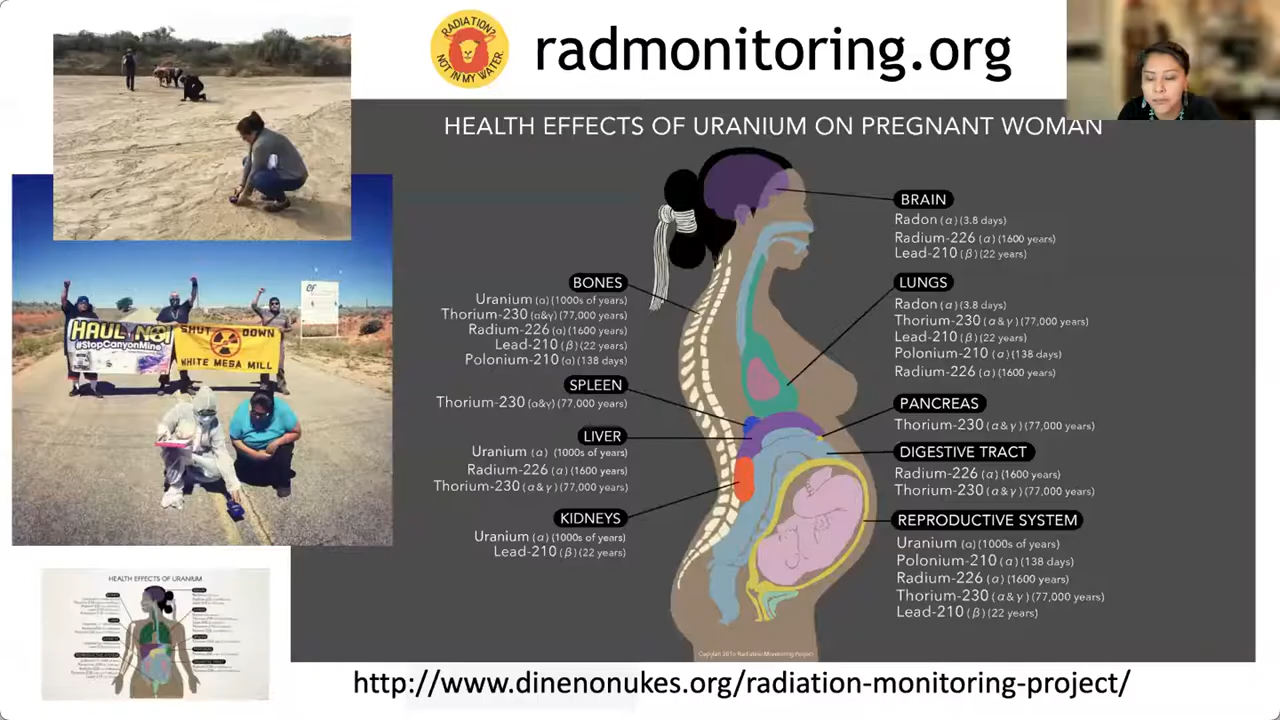 radmonitoring.org
RADIATION?
NOT IN MY WATER
HEALTH EFFECTS OF URANIUM ON PREGNANT WOMAN
BONES
Uranium (α) (1000s of years)
Thorium-230 (α&γ) (77,000 years)
Radium-226 (α) (1600 years)
Lead-210 (β) (22 years)
Polonium-210 (α) (138 days)
SPLEEN
Thorium-230 (α&γ) (77,000 years)
LIVER
Uranium (α) (1000s of years)
Radium-226 (α) (1600 years)
Thorium-230 (α & γ) (77,000 years)
KIDNEYS
Uranium (α) (1000s of years)
Lead-210 (β) (22 years)
BRAIN
Radon (α) (3.8 days)
Radium-226 (α) (1600 years)
Lead-210 (β) (22 years)
LUNGS
Radon (α) (3.8 days)
Thorium-230 (α & γ) (77,000 years)
Lead-210 (β) (22 years)
Polonium-210 (α) (138 days)
Radium-226 (α) (1600 years)
PANCREAS
Thorium-230 (α & γ) (77,000 years)
DIGESTIVE TRACT
Radium-226 (α) (1600 years)
Thorium-230 (α & γ) (77,000 years)
REPRODUCTIVE SYSTEM
Uranium (α) (1000s of years)
Polonium-210 (α) (138 days)
Radium-226 (α) (1600 years)
Thorium-230 (α & γ) (77,000 years)
Lead-210 (β) (22 years)
Radiation Monitoring Project
HAUL NO!
#StopCanyonMine
SHUT DOWN
WHITE MESA MILL
HEALTH EFFECTS OF URANIUM
http://www.dinenonukes.org/radiation-monitoring-project/